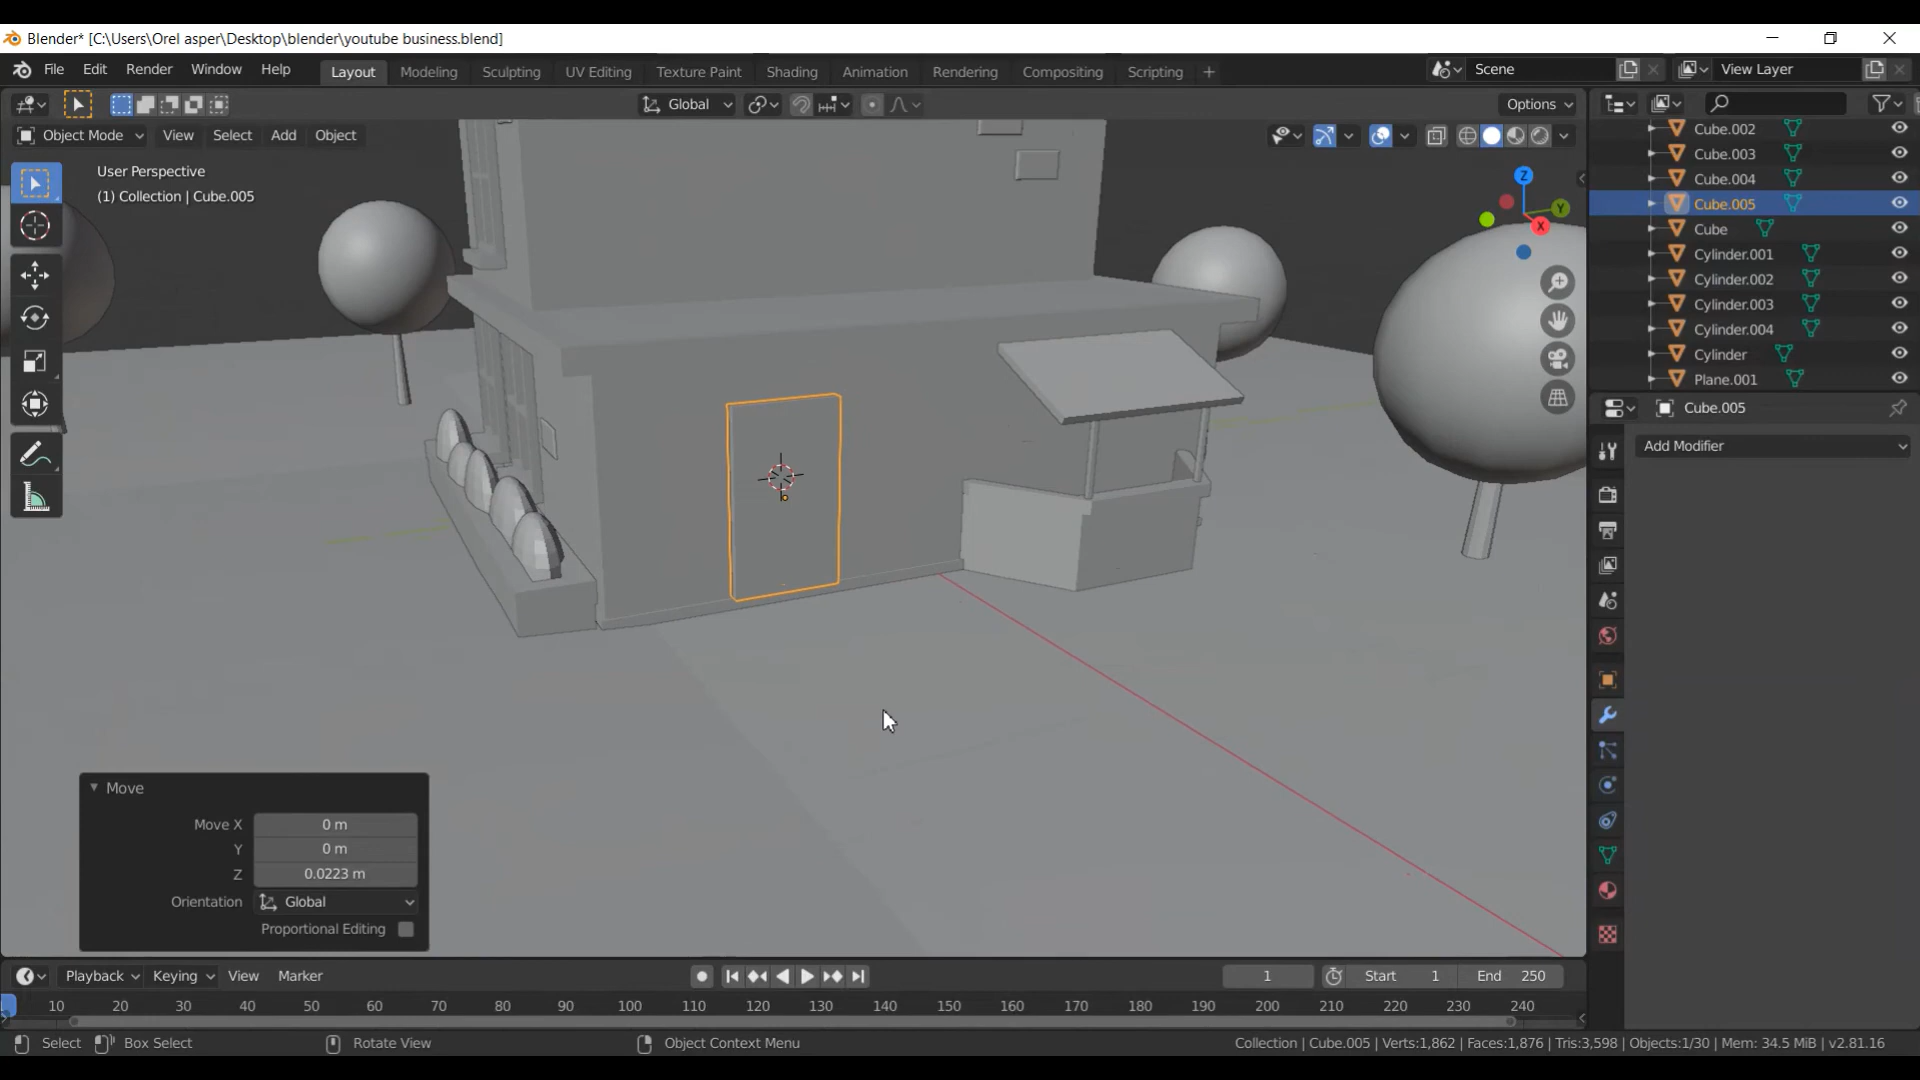 Blender* [C:\Users\Orel asper\Desktop\blender\youtube business.blend]
File Edit Render Window Help Layout Modeling Sculpting UV Editing Texture Paint Shading Animation Rendering Compositing Scripting + Scene View Layer
Global Options
Object Mode View Select Add Object
User Perspective
(1) Collection | Cube.005
Z
Y
X
Cube.002
Cube.003
Cube.004
Cube.005
Cube
Cylinder.001
Cylinder.002
Cylinder.003
Cylinder.004
Cylinder
Plane.001
Cube.005
Add Modifier
Move
Move X 0 m
Y 0 m
Z 0.0223 m
Orientation Global
Proportional Editing
Playback Keying View Marker 1 Start 1 End 250
10 20 30 40 50 60 70 80 90 100 110 120 130 140 150 160 170 180 190 200 210 220 230 240
Select Box Select Rotate View Object Context Menu Collection | Cube.005 | Verts:1,862 | Faces:1,876 | Tris:3,598 | Objects:1/30 | Mem: 34.5 MiB | v2.81.16